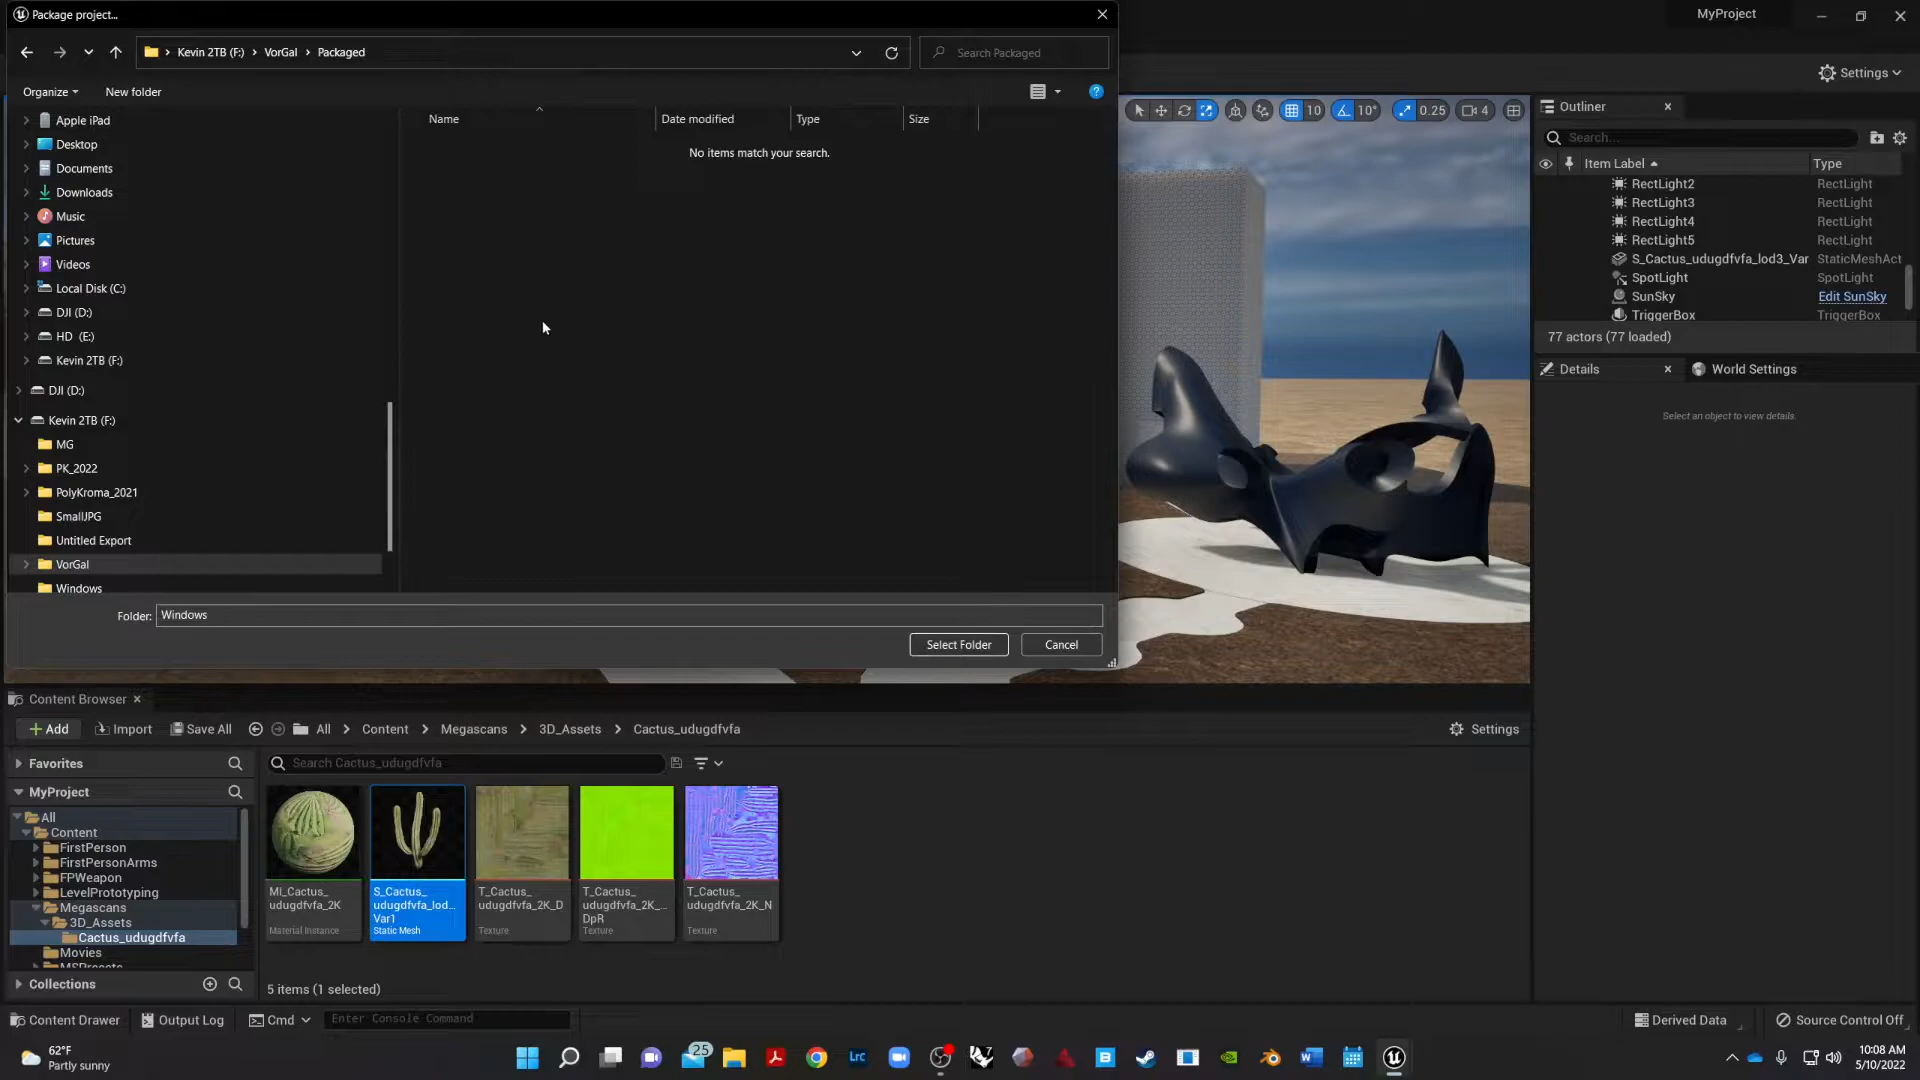 Package project...
MyProject
Kevin 2TB (F:) > VorGal > Packaged
Search Packaged
Settings
Organize
New folder
Name
Date modified
Type
Size
No items match your search.
Apple iPad
Desktop
Documents
Downloads
Music
Pictures
Videos
Local Disk (C:)
DJI (D:)
HD (E:)
Kevin 2TB (F:)
DJI (D:)
Kevin 2TB (F:)
MG
PK_2022
PolyKroma_2021
SmallJPG
Untitled Export
VorGal
Windows
Folder: Windows
Select Folder
Cancel
10
10°
0.25
4
Outliner
Search...
Item Label
Type
RectLight2 RectLight
RectLight3 RectLight
RectLight4 RectLight
RectLight5 RectLight
S_Cactus_udugdfvfa_lod3_Var StaticMeshAct
SpotLight SpotLight
SunSky Edit SunSky
TriggerBox TriggerBox
77 actors (77 loaded)
Details
World Settings
Select an object to view details.
Content Browser
Add
Import
Save All
All > Content > Megascans > 3D_Assets > Cactus_udugdfvfa
Settings
Favorites
Search Cactus_udugdfvfa
MyProject
All
Content
FirstPerson
FirstPersonArms
FPWeapon
LevelPrototyping
Megascans
3D_Assets
Cactus_udugdfvfa
Movies
MSPresets
Collections
MI_Cactus_
udugdfvfa_2K
Material Instance
S_Cactus_
udugdfvfa_lod...
Var1
Static Mesh
T_Cactus_
udugdfvfa_2K_D
Texture
T_Cactus_
udugdfvfa_2K_...
DpR
Texture
T_Cactus_
udugdfvfa_2K_N
Texture
5 items (1 selected)
Content Drawer
Output Log
Cmd
Enter Console Command
Derived Data
Source Control Off
62°F
Partly sunny
25
Lrc
B
W
10:08 AM
5/10/2022